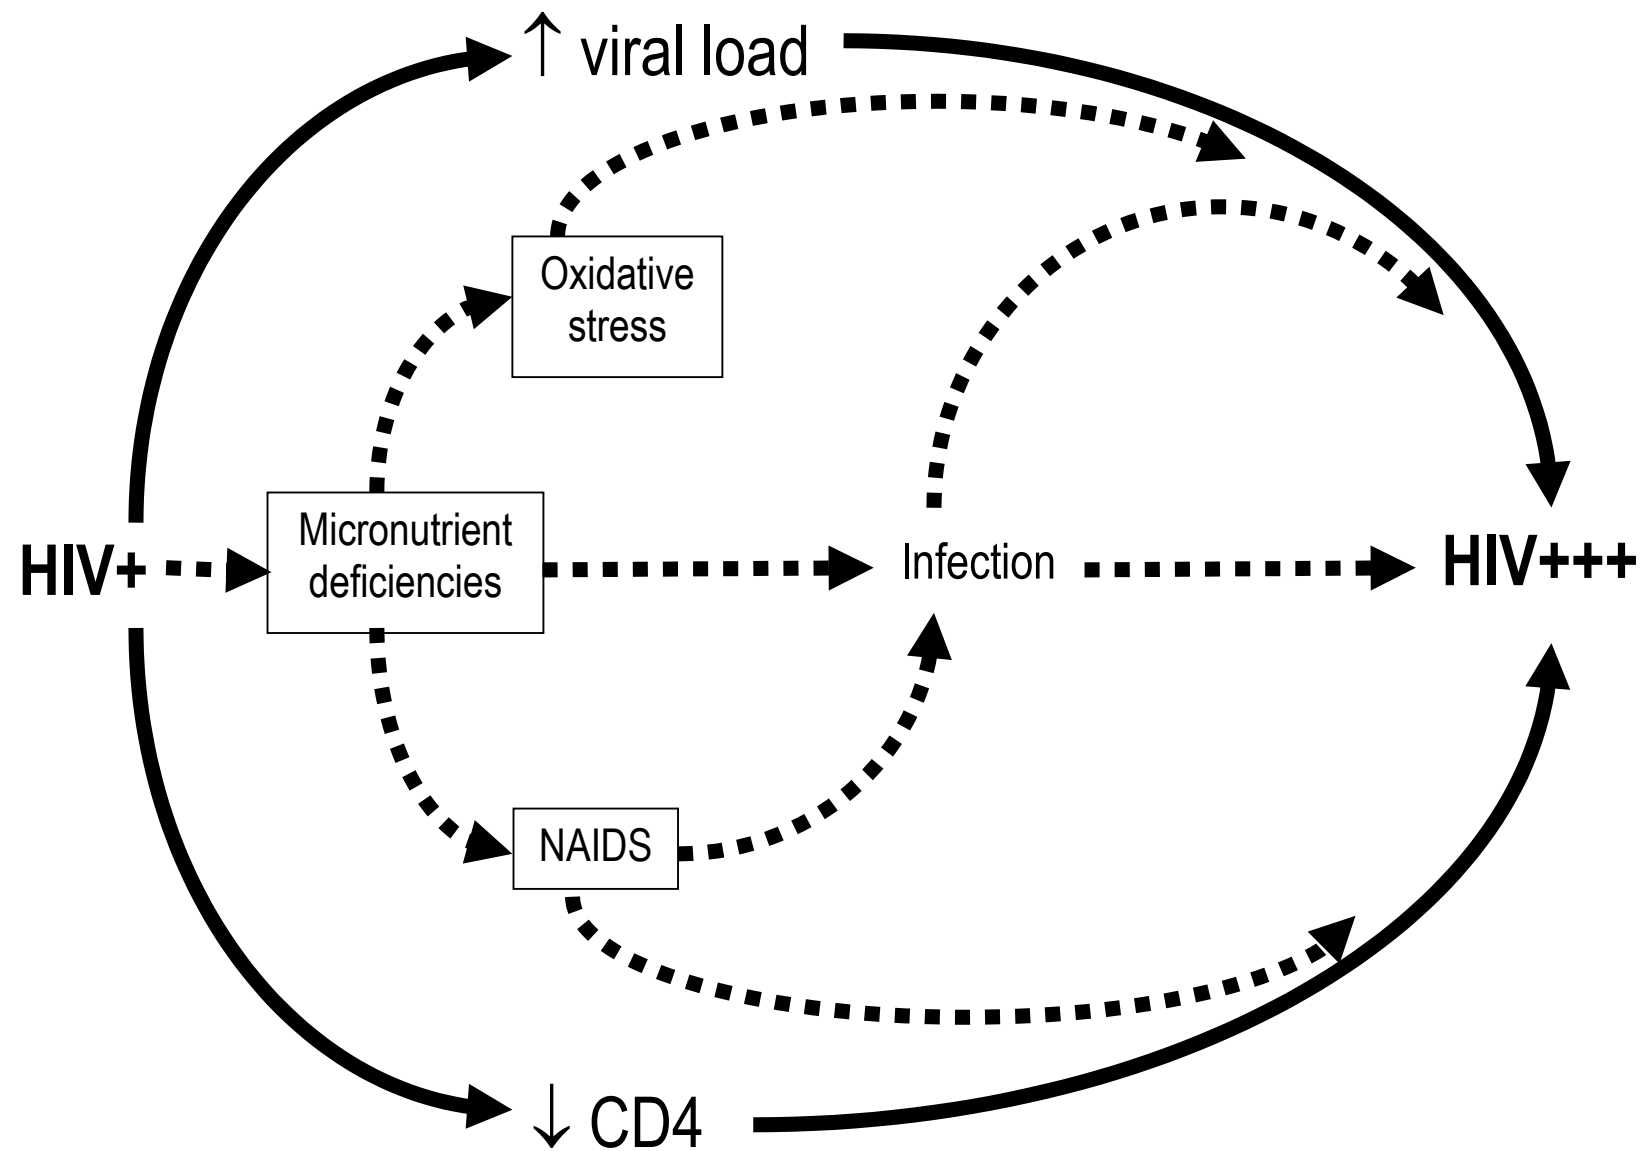 ↑ viral load
Oxidative
stress
Micronutrient
deficiencies
HIV+
Infection
HIV+++
NAIDS
↓ CD4